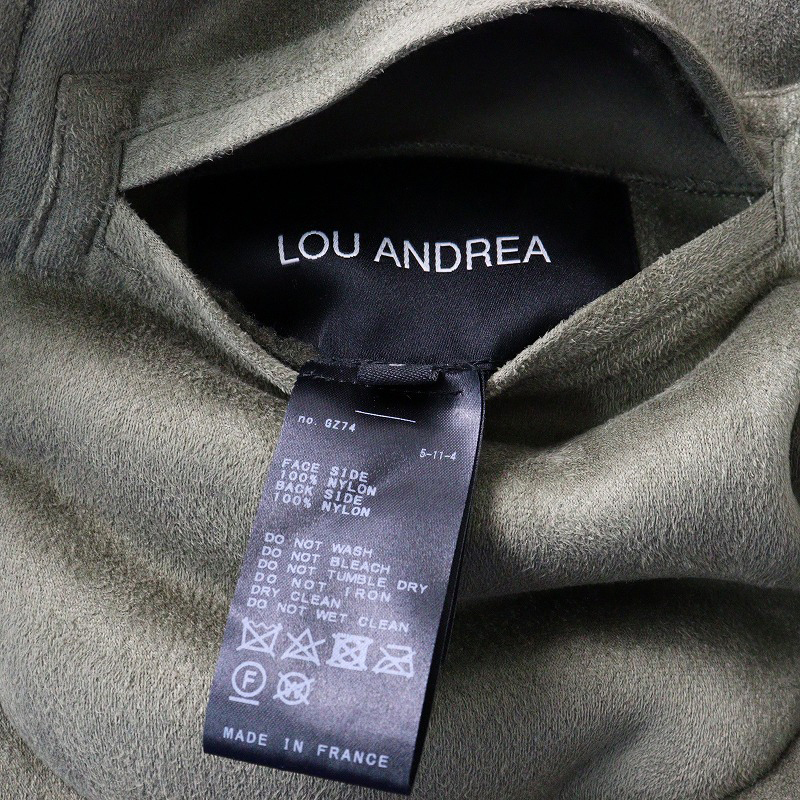 LOU ANDREA
no. GZ74
5-11-4
FACE SIDE
100% NYLON
BACK SIDE
100% NYLON
DO NOT WASH
DO NOT BLEACH
DO NOT TUMBLE DRY
DO NOT IRON
DRY CLEAN
DO NOT WET CLEAN
F
MADE IN FRANCE